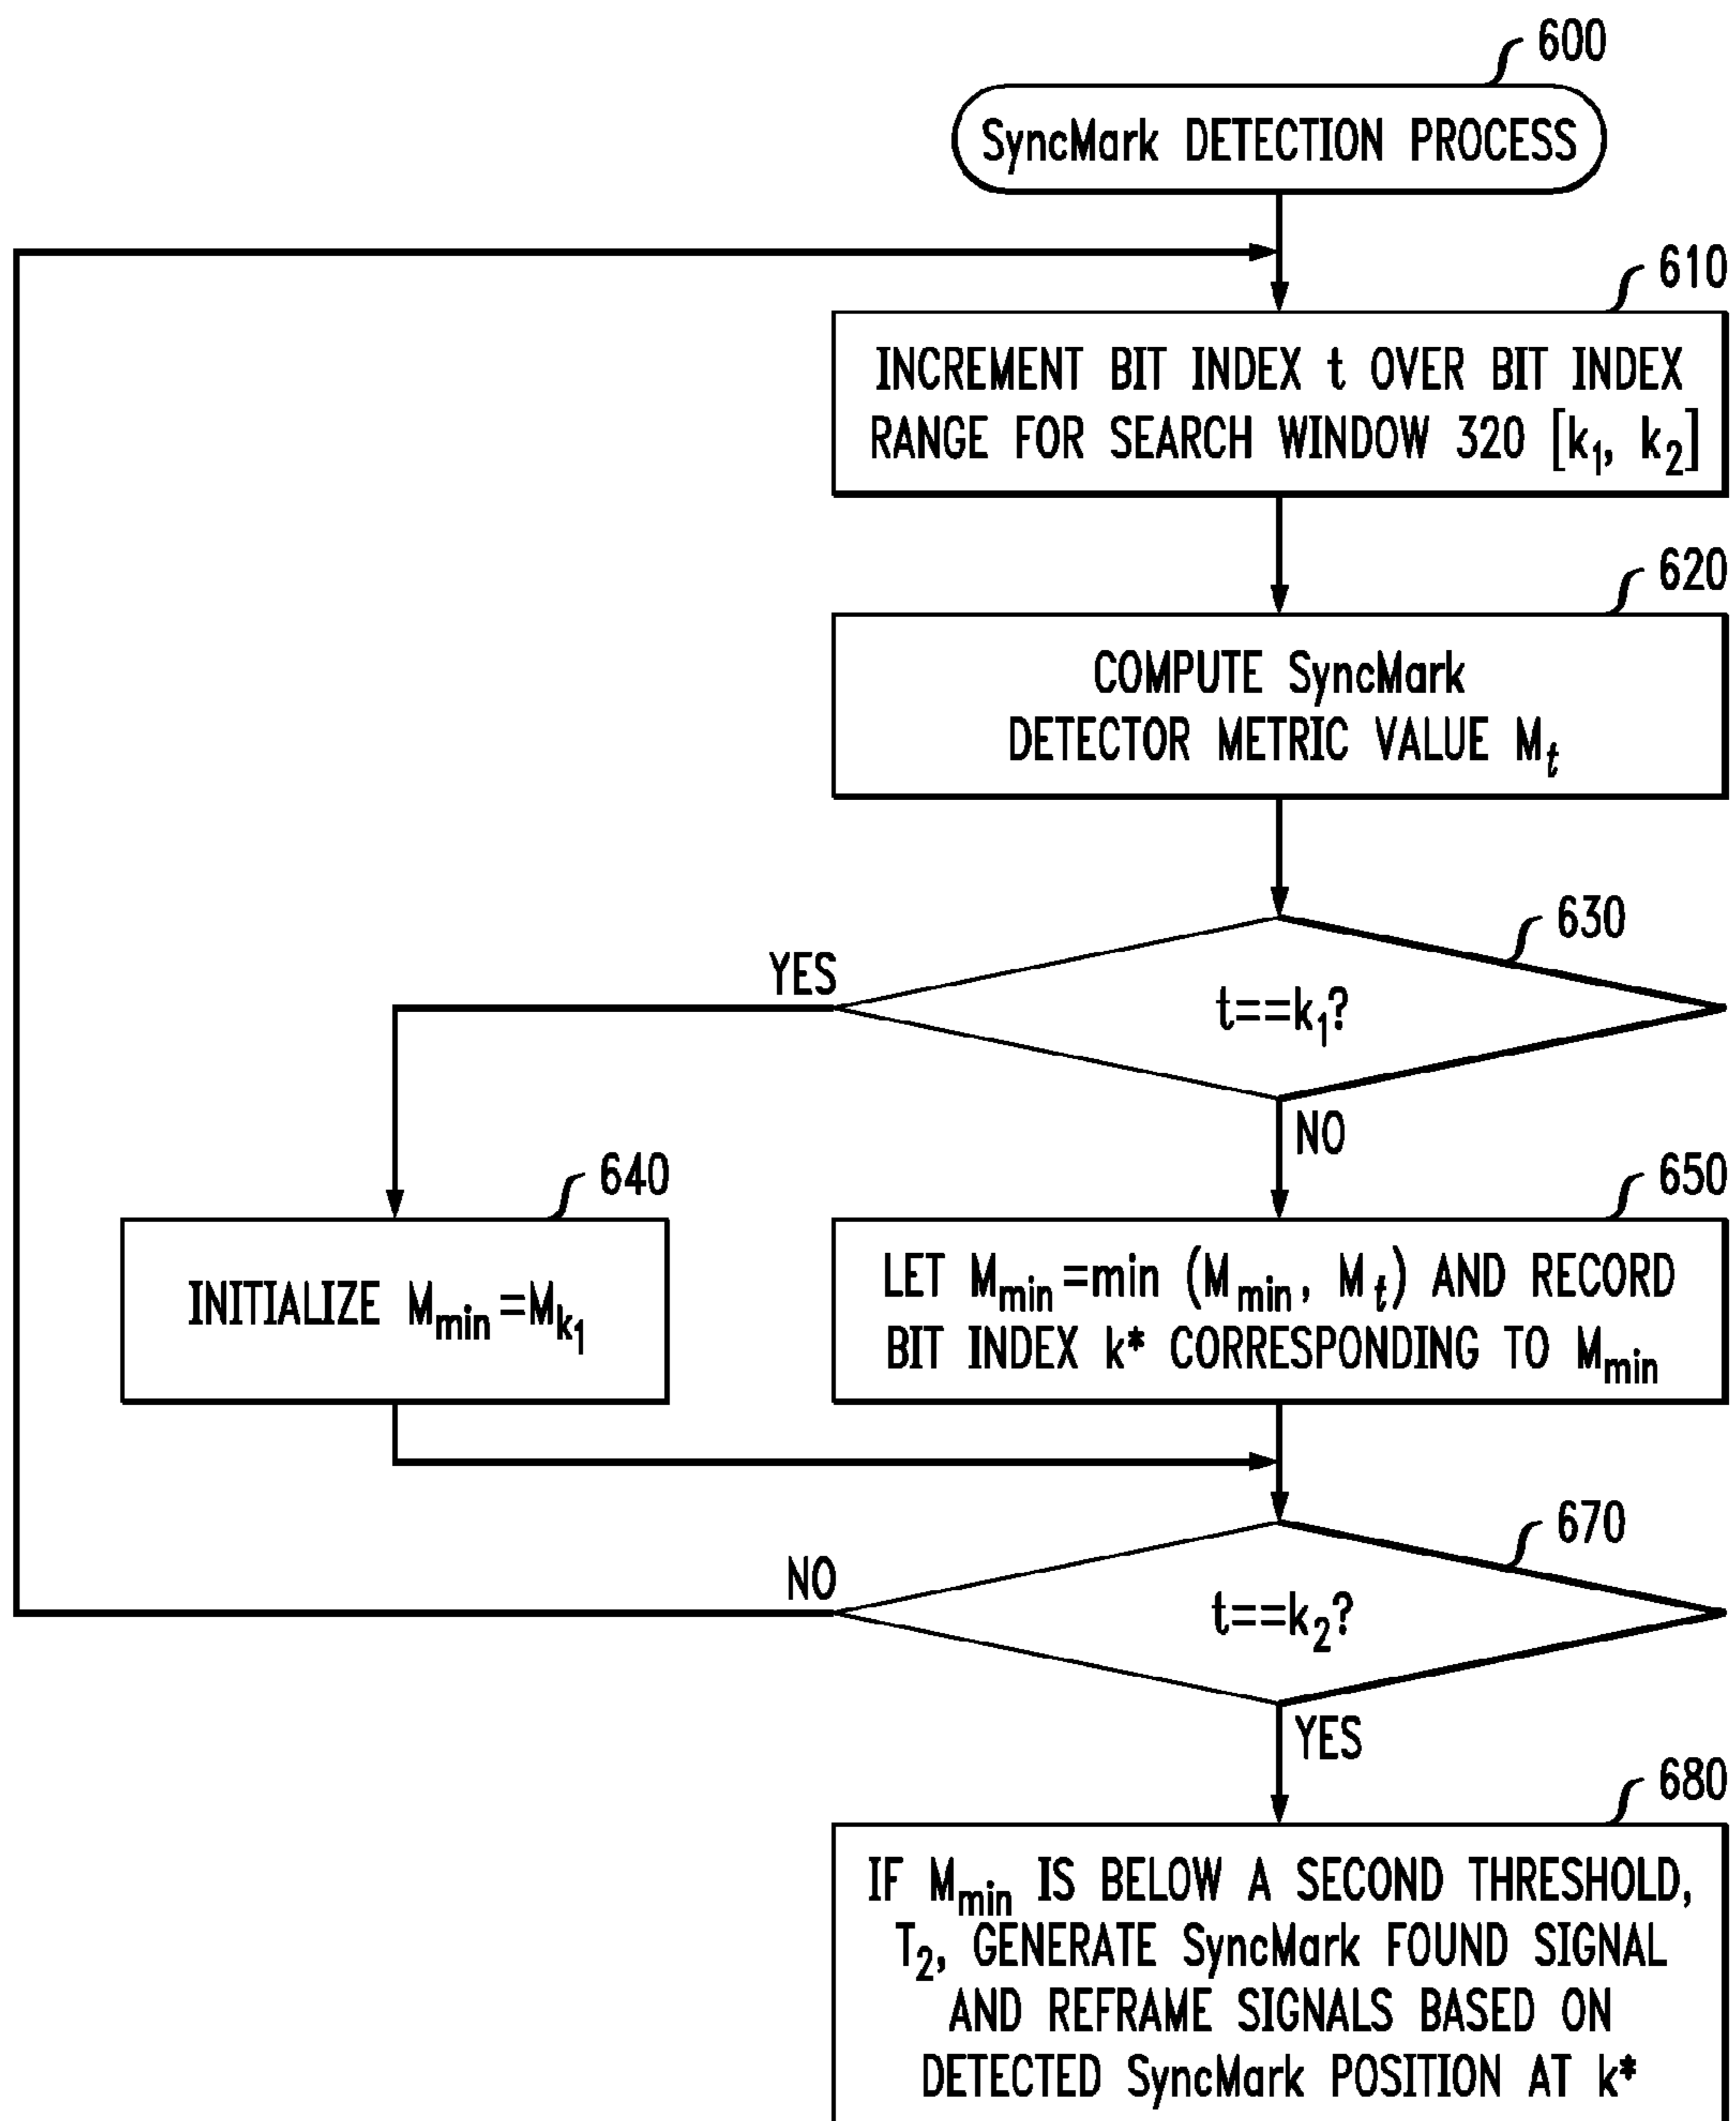 600
SyncMark DETECTION PROCESS
610
INCREMENT BIT INDEX t OVER BIT INDEX
RANGE FOR SEARCH WINDOW 320 [k₁, k₂]
620
COMPUTE SyncMark
DETECTOR METRIC VALUE Mₜ
630
YES
t==k₁?
NO
640
INITIALIZE Mmin=Mk₁
650
LET Mmin=min (Mmin, Mₜ) AND RECORD
BIT INDEX k* CORRESPONDING TO Mmin
670
NO
t==k₂?
YES
680
IF Mmin IS BELOW A SECOND THRESHOLD,
T₂, GENERATE SyncMark FOUND SIGNAL
AND REFRAME SIGNALS BASED ON
DETECTED SyncMark POSITION AT k*